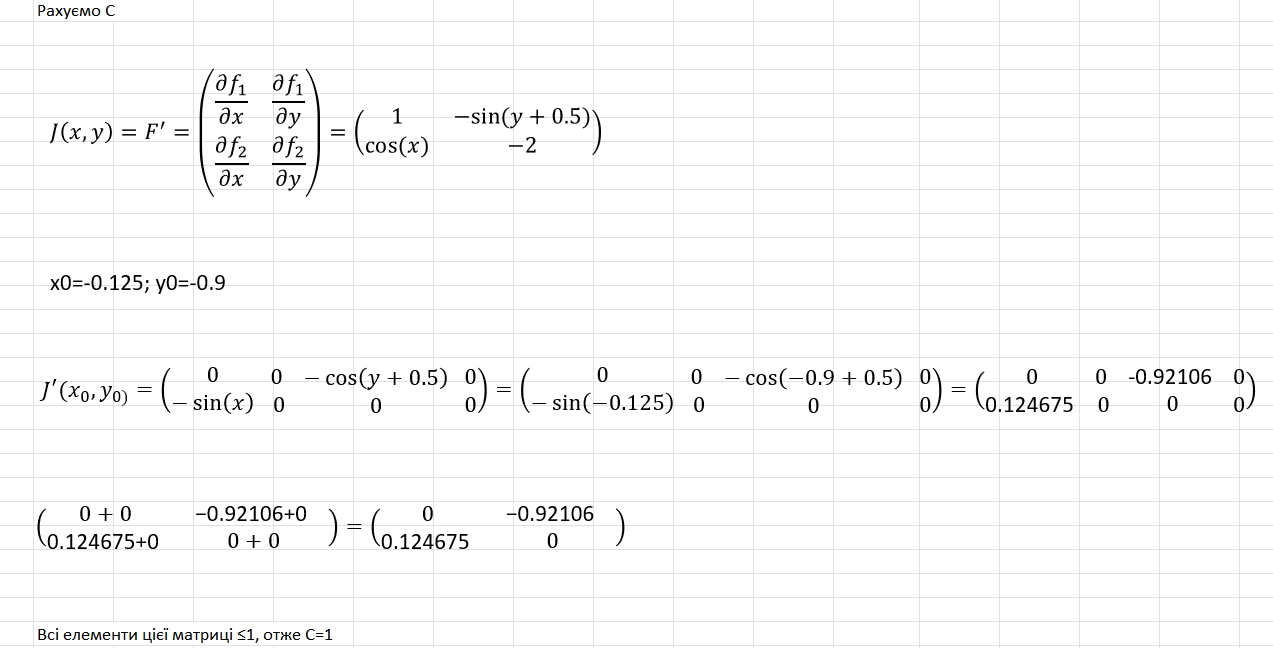 Рахуємо С
J(x, y) = F′ = (∂f₁/∂x ∂f₁/∂y ∂f₂/∂x ∂f₂/∂y) = (1 −sin(y + 0.5) cos(x) −2)
x0=-0.125; y0=-0.9
J′(x₀, y₀₎ = (0 0 − cos(y + 0.5) 0 − sin(x) 0 0 0) = (0 0 − cos(−0.9 + 0.5) 0 − sin(−0.125) 0 0 0) = (0 0 -0.92106 0 0.124675 0 0 0)
(0 + 0 −0.92106+0 0.124675+0 0 + 0) = (0 −0.92106 0.124675 0)
Всі елементи цієї матриці ≤1, отже С=1